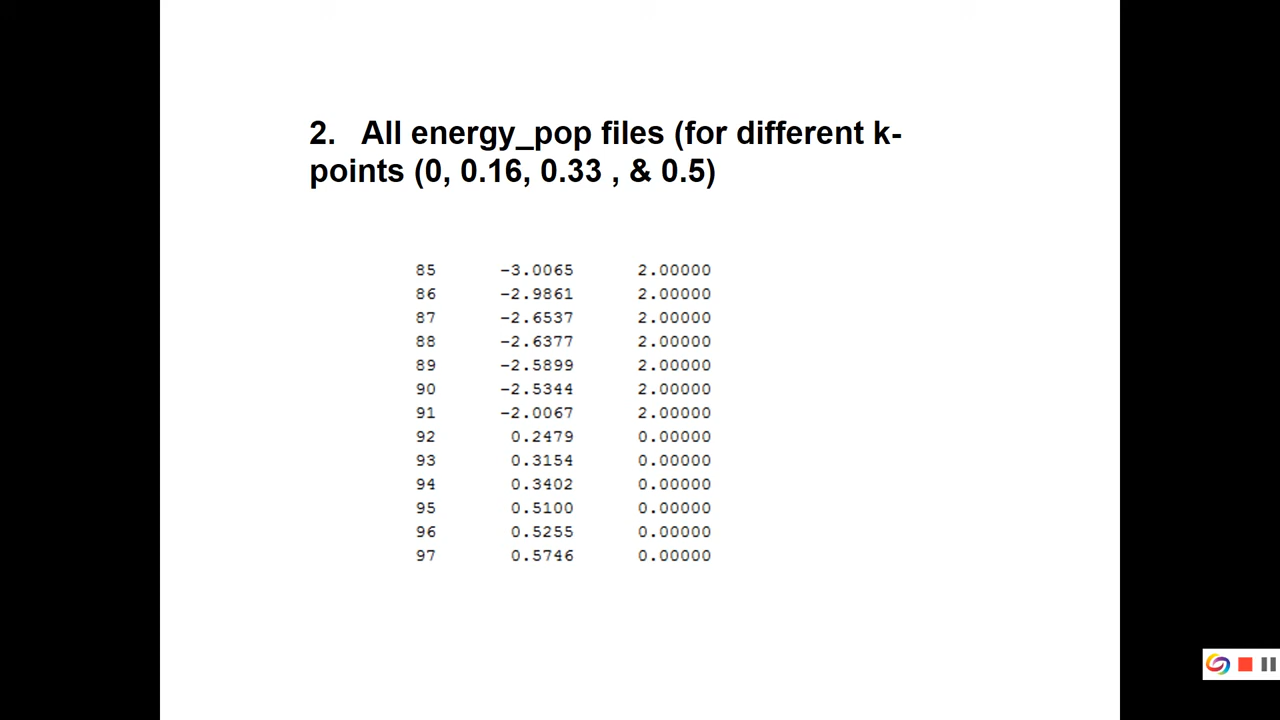 2. All energy_pop files (for different k-
points (0, 0.16, 0.33 , & 0.5)
85 -3.0065 2.00000
86 -2.9861 2.00000
87 -2.6537 2.00000
88 -2.6377 2.00000
89 -2.5899 2.00000
90 -2.5344 2.00000
91 -2.0067 2.00000
92 0.2479 0.00000
93 0.3154 0.00000
94 0.3402 0.00000
95 0.5100 0.00000
96 0.5255 0.00000
97 0.5746 0.00000